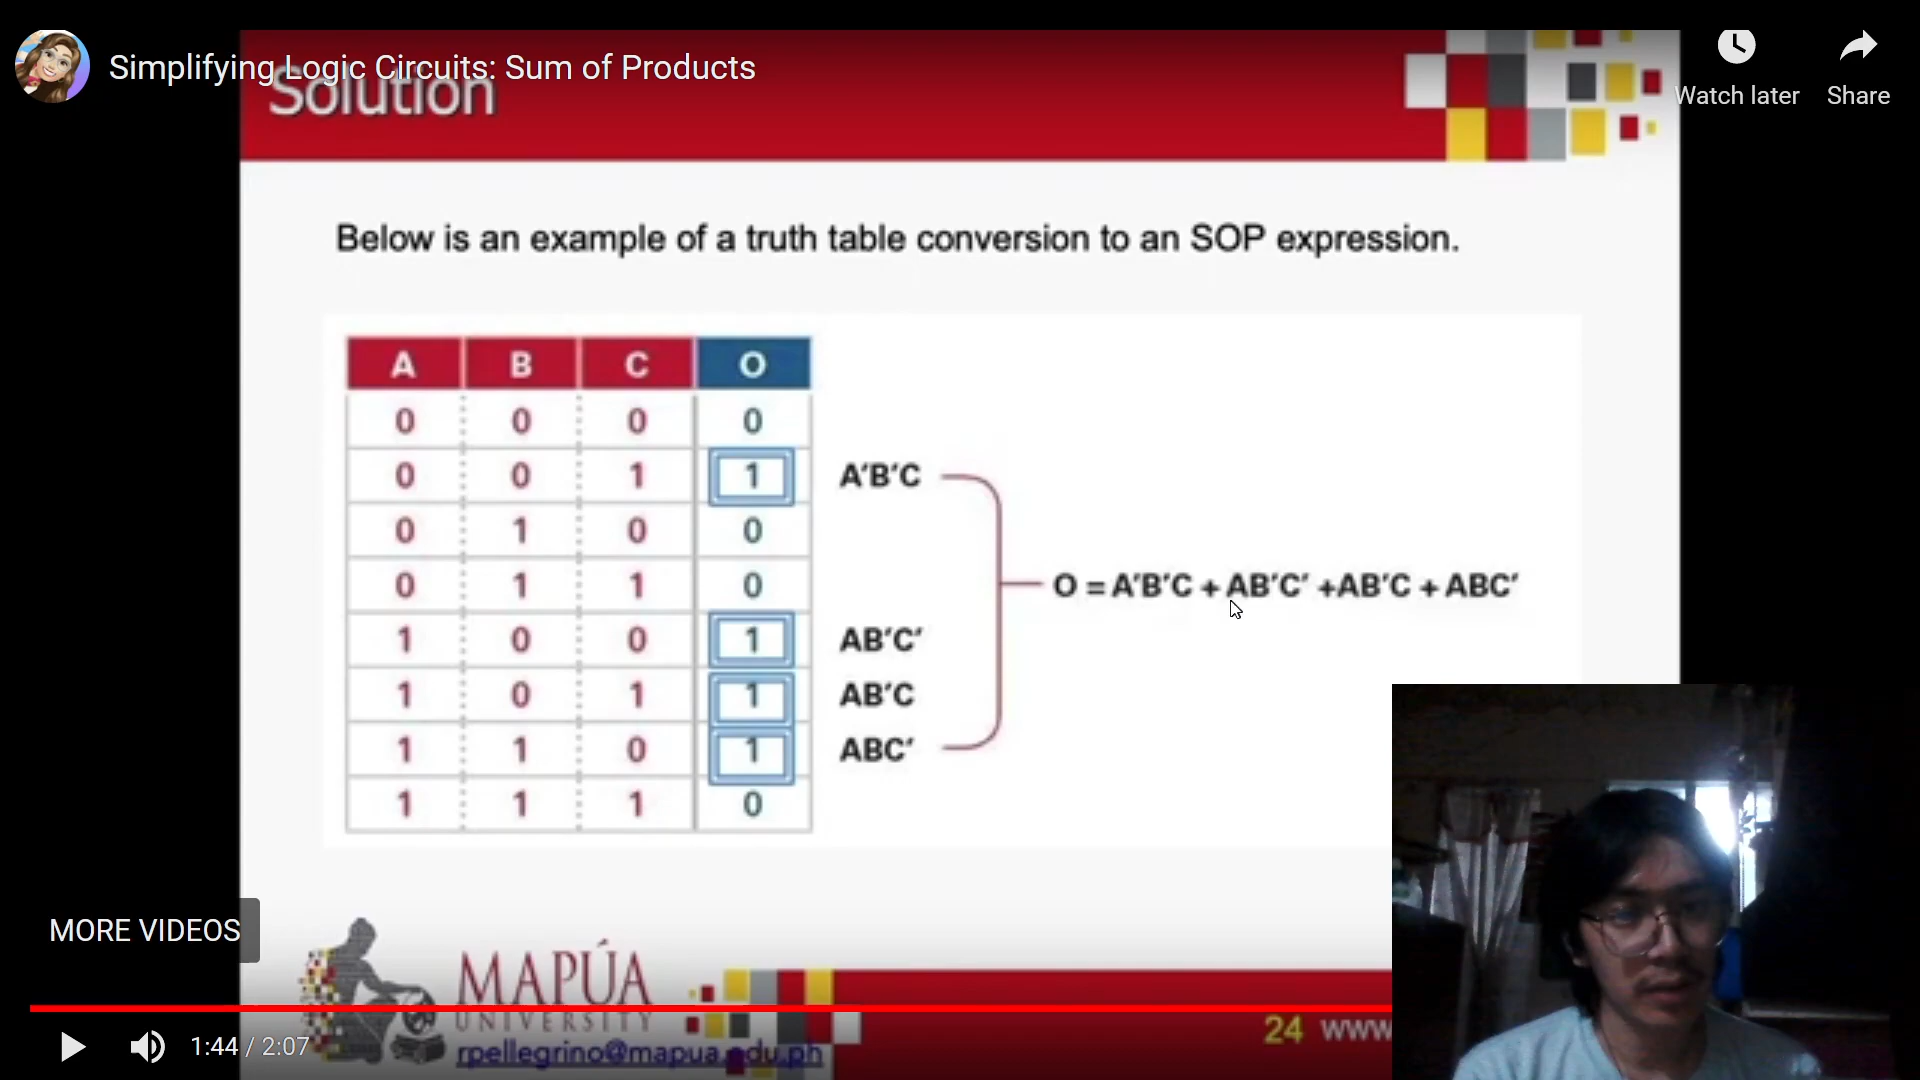 Simplifying Logic Circuits: Sum of Products
Watch later
Share
Solution
Below is an example of a truth table conversion to an SOP expression.
A B C O
0 0 0 0
0 0 1 1 A′B′C
0 1 0 0
0 1 1 0
O = A′B′C + AB′C′ +AB′C + ABC′
1 0 0 1 AB′C′
1 0 1 1 AB′C
1 1 0 1 ABC′
1 1 1 0
MORE VIDEOS
MAPÚA
UNIVERSITY
24 www
1:44 / 2:07
rpellegrino@mapua.edu.ph